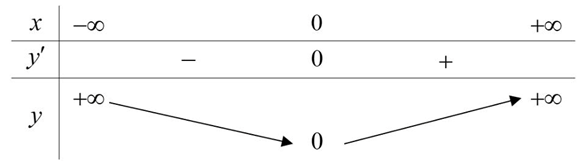 x −∞ 0 +∞
y′ − 0 +
+∞ +∞
y
0